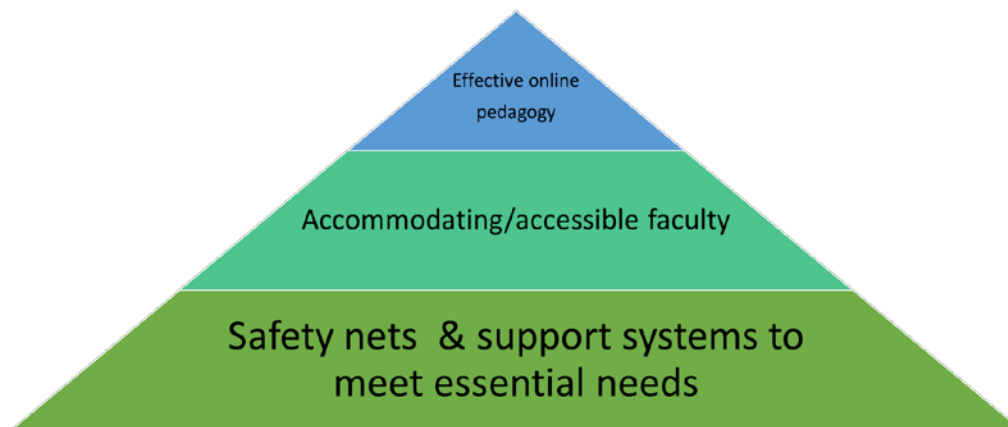 Effective online
pedagogy
Accommodating/accessible faculty
Safety nets  & support systems to
meet essential needs